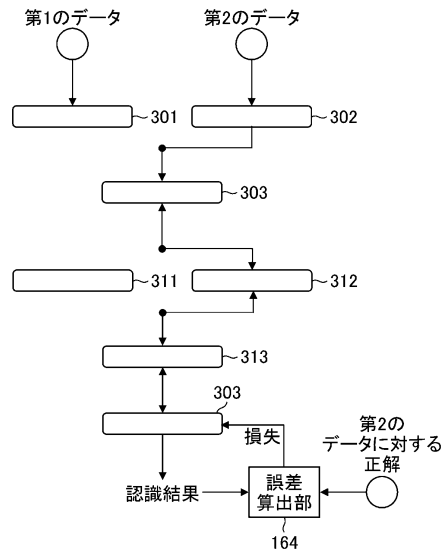 第1のデータ
第2のデータ
301
302
303
311
312
313
303
損失
第2の
データに対する
正解
認識結果
誤差
算出部
164